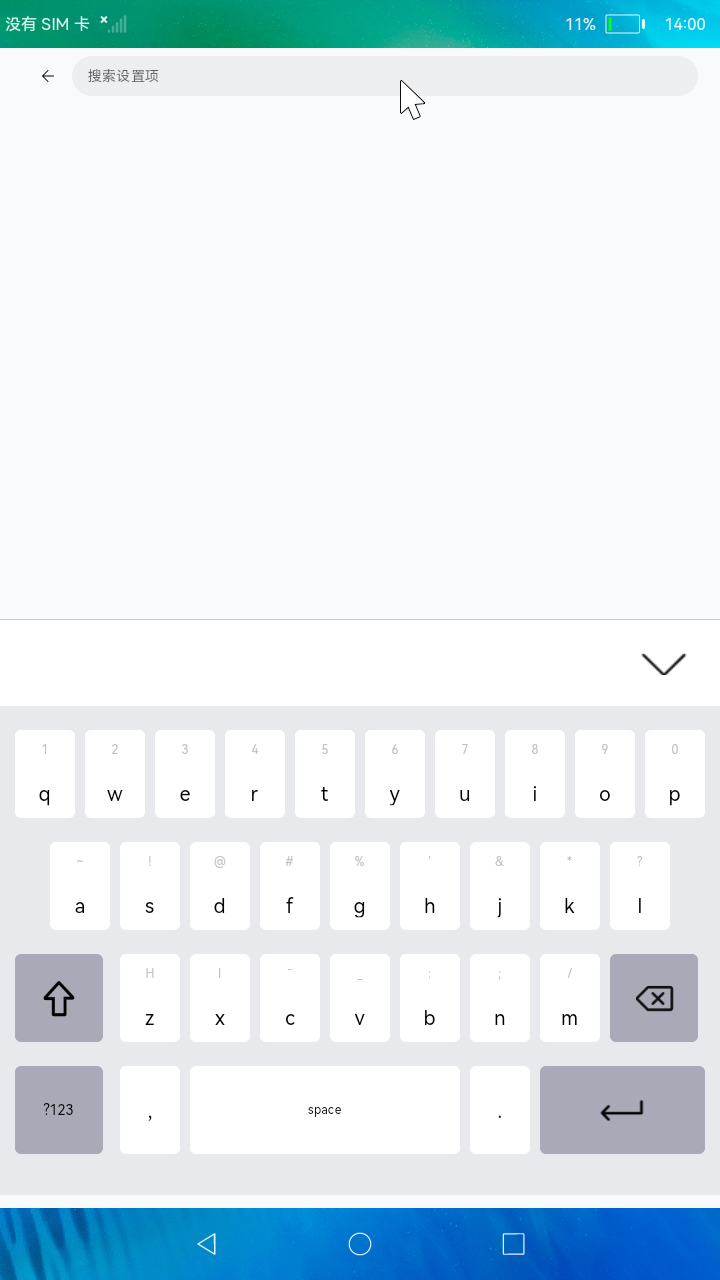 没有 SIM 卡 11% 14:00
搜索设置项
1 2 3 4 5 6 7 8 9 0
q w e r t y u i o p
~ ! @ # % ' & * ?
a s d f g h j k l
H I - _ : ; /
z x c v b n m
?123 , space .